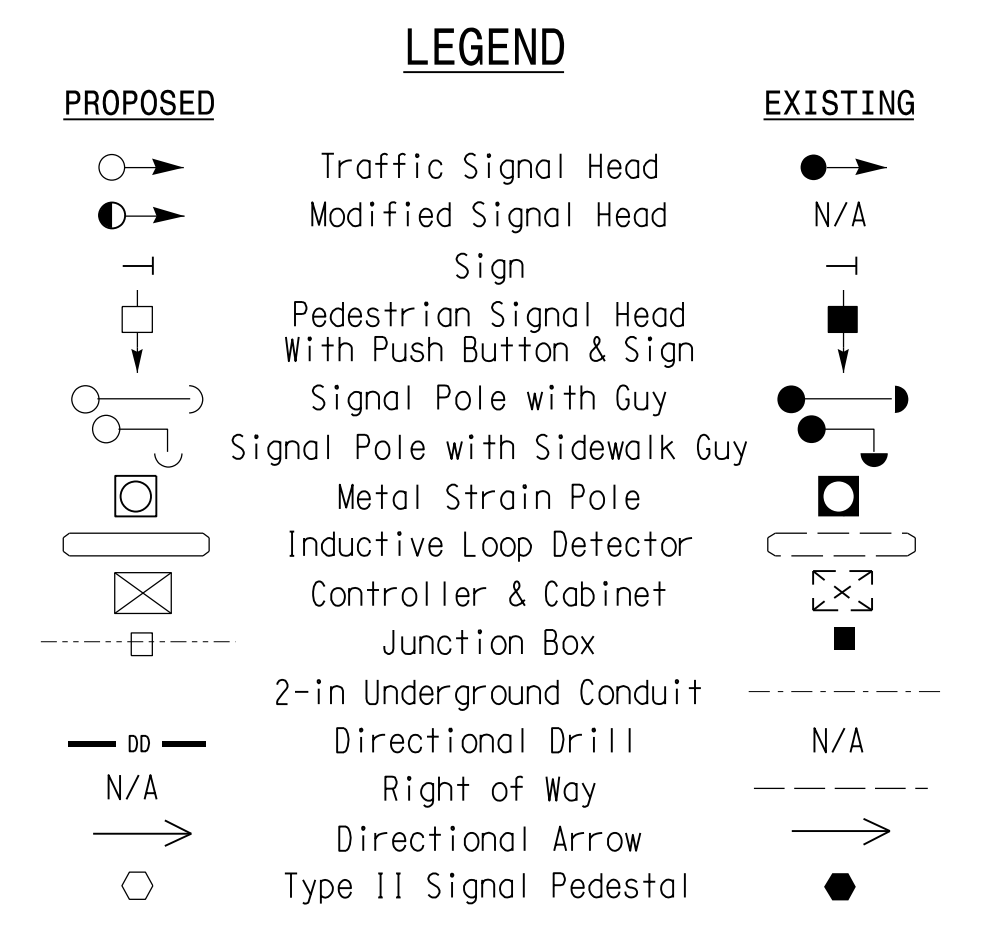 LEGEND
PROPOSED EXISTING
Traffic Signal Head
Modified Signal Head N/A
Sign
Pedestrian Signal Head
With Push Button & Sign
Signal Pole with Guy
Signal Pole with Sidewalk Guy
Metal Strain Pole
Inductive Loop Detector
Controller & Cabinet
Junction Box
2-in Underground Conduit
DD Directional Drill N/A
N/A Right of Way
Directional Arrow
Type II Signal Pedestal